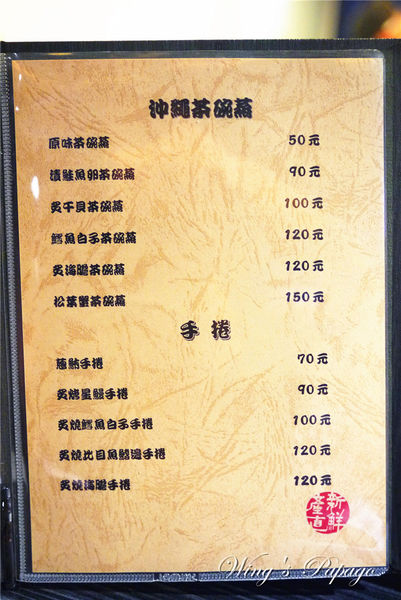 沖繩茶碗蒸
原味茶碗蒸 50元
漬鮭魚卵茶碗蒸 90元
炙干貝茶碗蒸 100元
鱈魚白子茶碗蒸 120元
炙海膽茶碗蒸 120元
松葉蟹茶碗蒸 150元
手捲
蔥鮪手捲 70元
炙燒星鰻手捲 90元
炙燒鱈魚白子手捲 100元
炙燒比目魚鰭邊手捲 120元
炙燒海膽手捲 120元
新鮮
產直
Wing's Papago